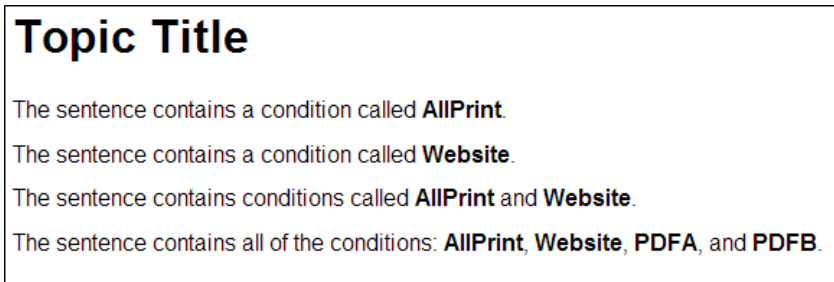 Topic Title
The sentence contains a condition called AllPrint.
The sentence contains a condition called Website.
The sentence contains conditions called AllPrint and Website.
The sentence contains all of the conditions: AllPrint, Website, PDFA, and PDFB.